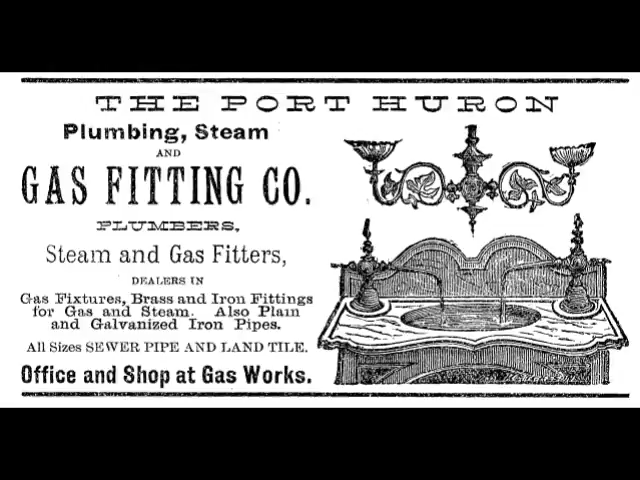 THE PORT HURON
Plumbing, Steam
AND
GAS FITTING CO.
PLUMBERS,
Steam and Gas Fitters,
DEALERS IN
Gas Fixtures, Brass and Iron Fittings
for Gas and Steam. Also Plain
and Galvanized Iron Pipes.
All Sizes SEWER PIPE AND LAND TILE.
Office and Shop at Gas Works.